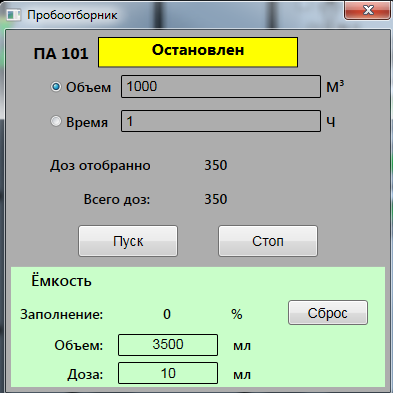 Пробоотборник
ПА 101 Остановлен
Объем 1000 М³
Время 1 Ч
Доз отобранно 350
Всего доз: 350
Пуск Стоп
Ёмкость
Заполнение: 0 % Сброс
Объем: 3500 мл
Доза: 10 мл